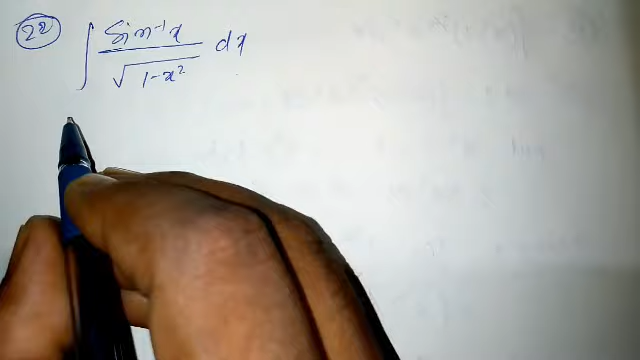 22 ∫ sin⁻¹x / √(1-x²) dx